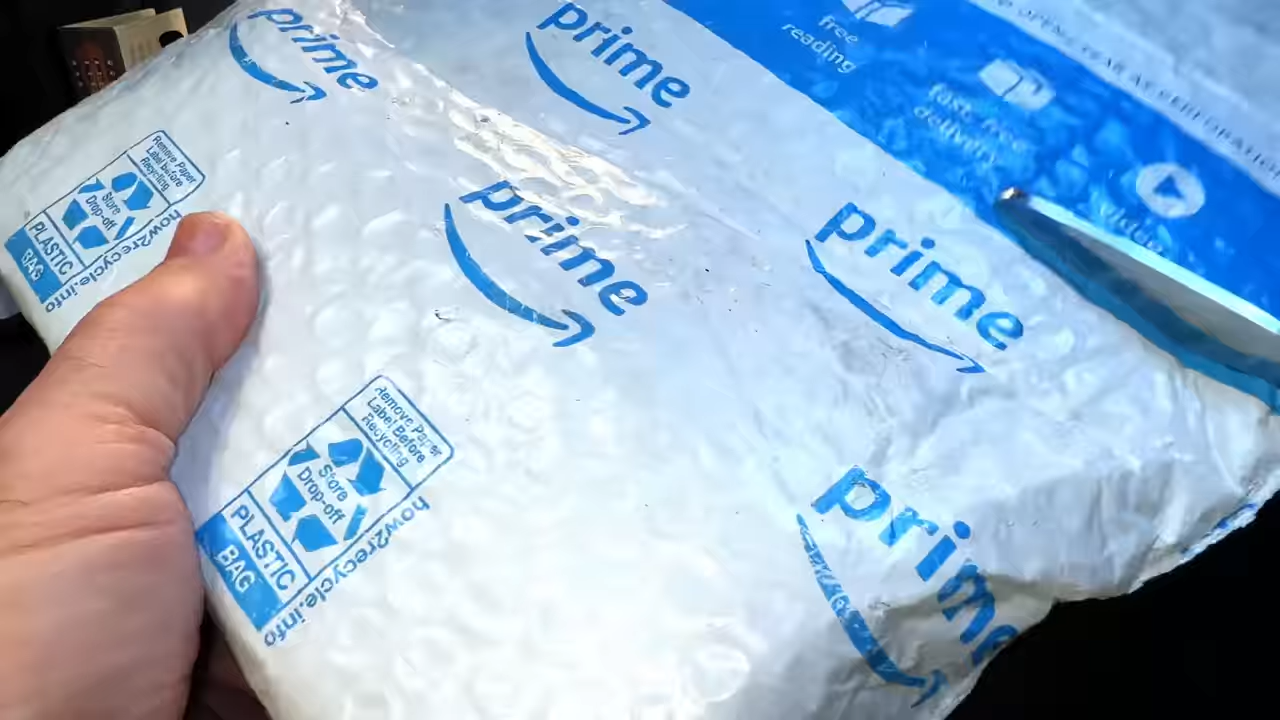 prime
prime
free
reading
fast, free
delivery
video
prime
prime
prime
Remove Paper
Label before
Recycling
Store
Drop-off
PLASTIC
BAG
how2recycle.info
Remove Paper
Label Before
Recycling
Store
Drop-off
PLASTIC
BAG
how2recycle.info